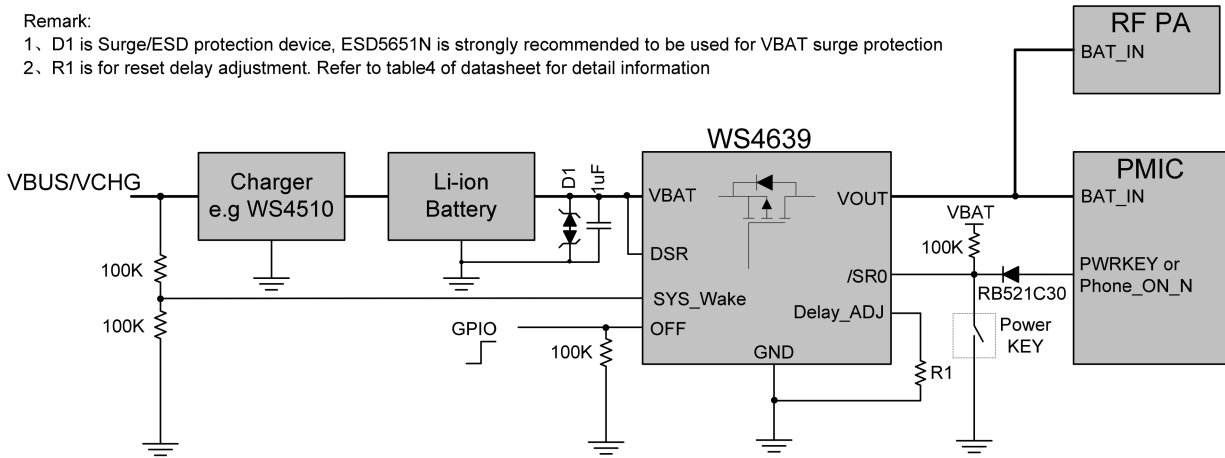 Remark:
1、D1 is Surge/ESD protection device, ESD5651N is strongly recommended to be used for VBAT surge protection
2、R1 is for reset delay adjustment. Refer to table4 of datasheet for detail information
RF PA
BAT_IN
WS4639
VBUS/VCHG
Charger
e.g WS4510
Li-ion
Battery
D1
1uF
VBAT
DSR
SYS_Wake
OFF
VOUT
/SR0
Delay_ADJ
GND
100K
100K
GPIO
100K
VBAT
100K
RB521C30
Power
KEY
R1
PMIC
BAT_IN
PWRKEY or
Phone_ON_N